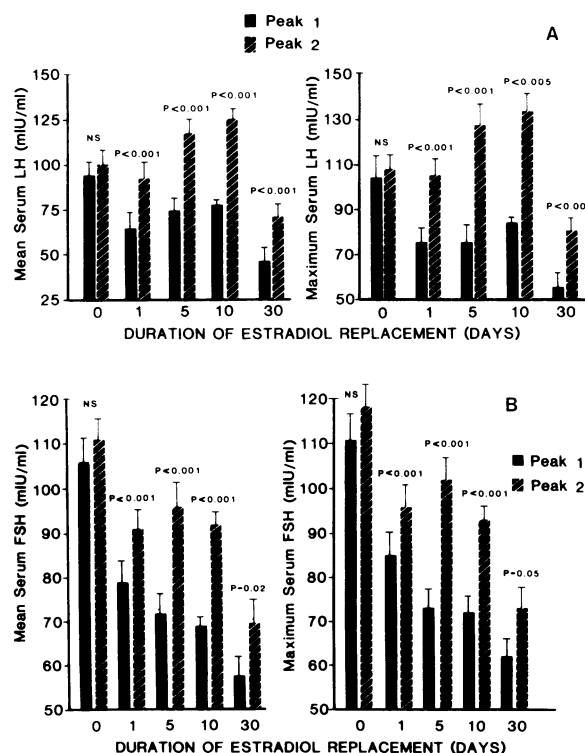 Peak 1
Peak 2
A
Mean Serum LH (mIU/ml)
150
125
100
75
50
25
NS
P<0.001
P<0.001
P<0.001
P<0.001
0 1 5 10 30
Maximum Serum LH (mIU/ml)
150
130
110
90
70
50
NS
P<0.001
P<0.001
P<0.005
P<0.00
0 1 5 10 30
DURATION OF ESTRADIOL REPLACEMENT (DAYS)
B
Peak 1
Peak 2
Mean Serum FSH (mIU/ml)
120
110
100
90
80
70
60
50
NS
P<0.001
P<0.001
P<0.001
P=0.02
0 1 5 10 30
Maximum Serum FSH (mIU/ml)
120
110
100
90
80
70
60
50
NS
P<0.001
P<0.001
P<0.001
P=0.05
0 1 5 10 30
DURATION OF ESTRADIOL REPLACEMENT (DAYS)